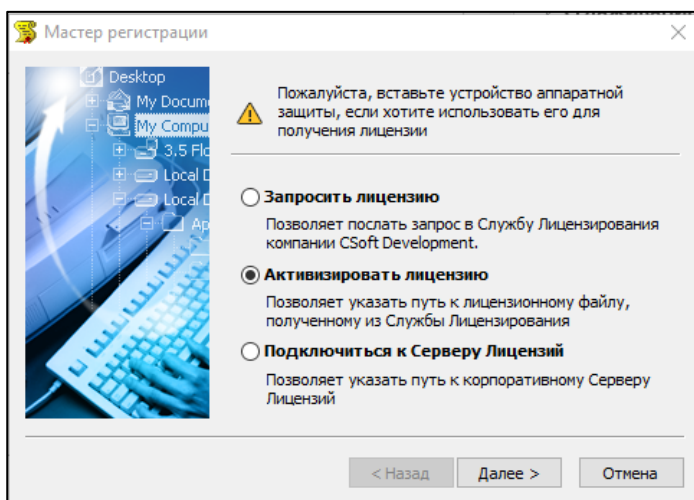 Мастер регистрации
Desktop
My Docum
My Compu
3.5 Flo
Local D
Local D
Ap
Пожалуйста, вставьте устройство аппаратной
защиты, если хотите использовать его для
получения лицензии
Запросить лицензию
Позволяет послать запрос в Службу Лицензирования
компании CSoft Development.
Активизировать лицензию
Позволяет указать путь к лицензионному файлу,
полученному из Службы Лицензирования
Подключиться к Серверу Лицензий
Позволяет указать путь к корпоративному Серверу
Лицензий
< Назад
Далее >
Отмена